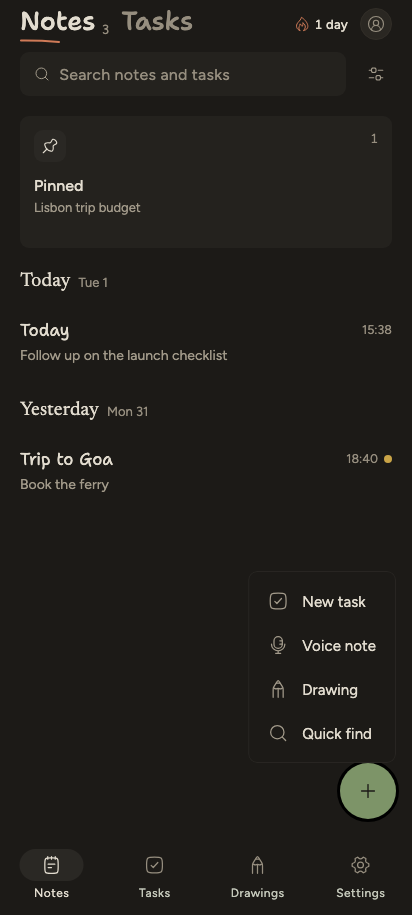 Notes 3 Tasks 1 day
Search notes and tasks
1
Pinned
Lisbon trip budget
Today Tue 1
Today 15:38
Follow up on the launch checklist
Yesterday Mon 31
Trip to Goa 18:40
Book the ferry
New task
Voice note
Drawing
Quick find
Notes Tasks Drawings Settings